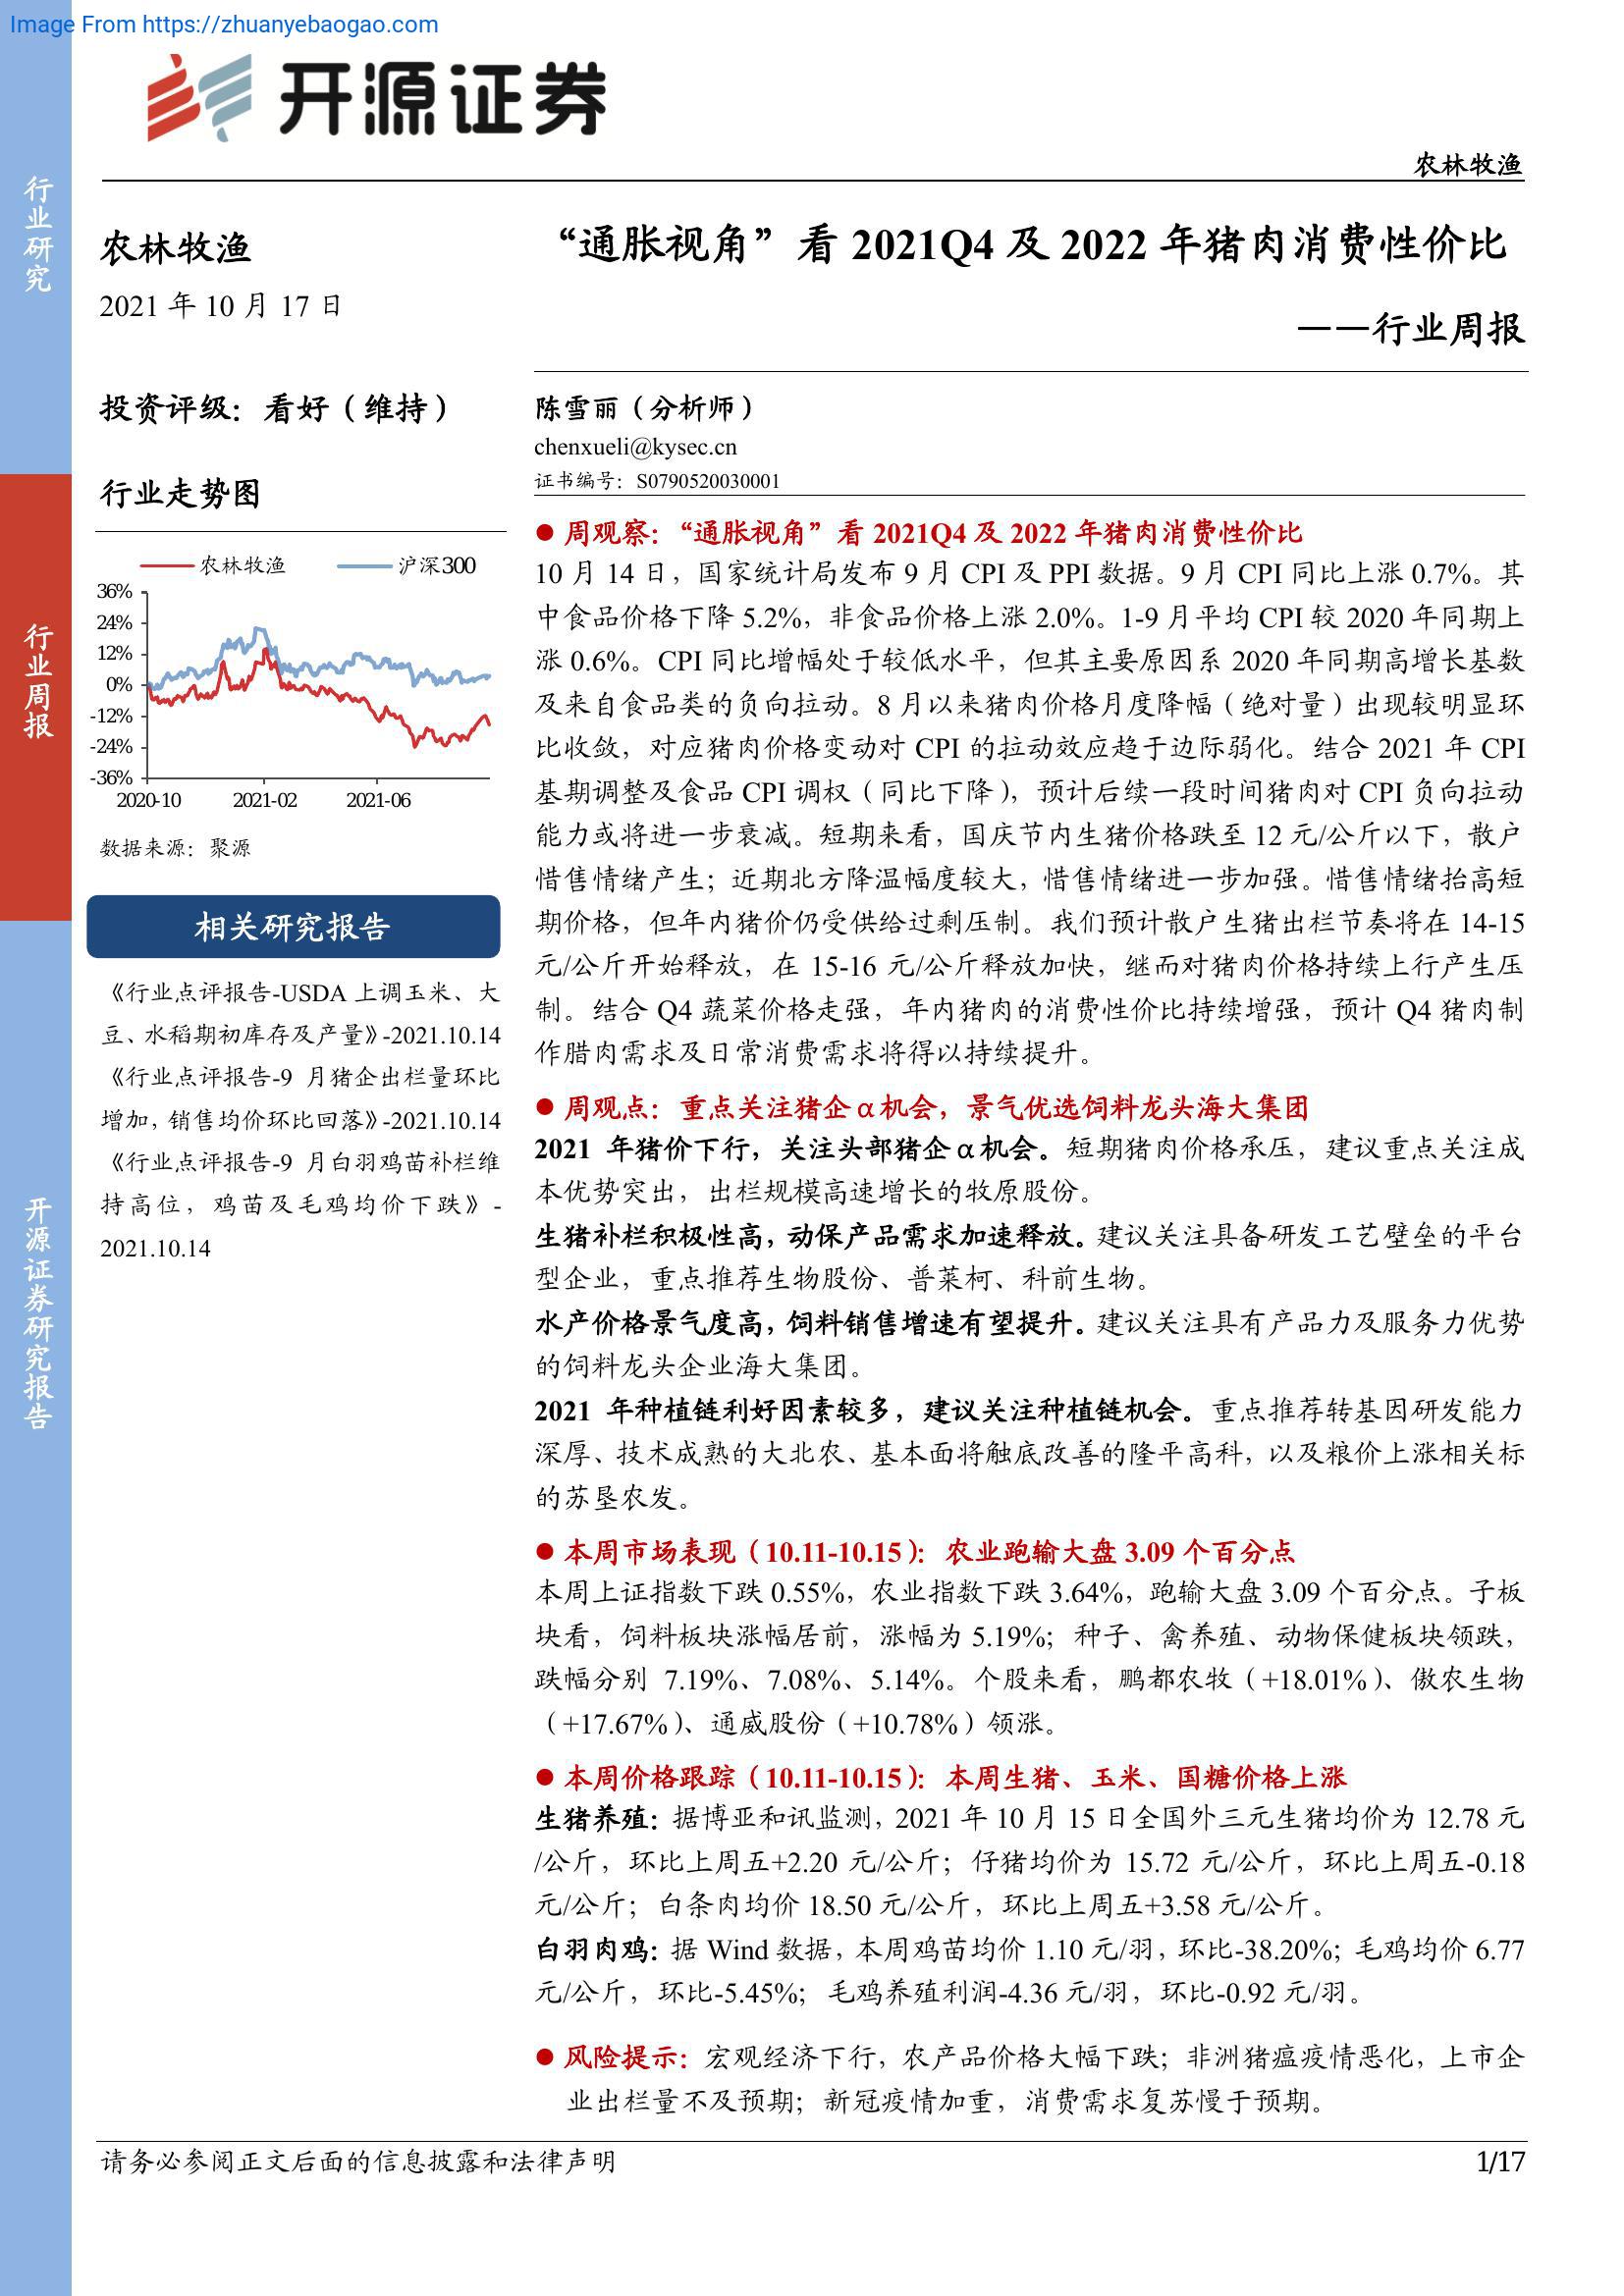 Image From https://zhuanyebaogao.com
开源证券
农林牧渔
行业研究
行业周报
开源证券研究报告
农林牧渔
2021 年 10 月 17 日
投资评级：看好（维持）
行业走势图
农林牧渔 沪深300
36%
24%
12%
0%
-12%
-24%
-36%
2020-10 2021-02 2021-06
数据来源：聚源
相关研究报告
《行业点评报告-USDA 上调玉米、大
豆、水稻期初库存及产量》-2021.10.14
《行业点评报告-9 月猪企出栏量环比
增加，销售均价环比回落》-2021.10.14
《行业点评报告-9 月白羽鸡苗补栏维
持高位，鸡苗及毛鸡均价下跌》-
2021.10.14
“通胀视角”看 2021Q4 及 2022 年猪肉消费性价比
——行业周报
陈雪丽（分析师）
chenxueli@kysec.cn
证书编号：S0790520030001
● 周观察：“通胀视角”看 2021Q4 及 2022 年猪肉消费性价比
10 月 14 日，国家统计局发布 9 月 CPI 及 PPI 数据。9 月 CPI 同比上涨 0.7%。其
中食品价格下降 5.2%，非食品价格上涨 2.0%。1-9 月平均 CPI 较 2020 年同期上
涨 0.6%。CPI 同比增幅处于较低水平，但其主要原因系 2020 年同期高增长基数
及来自食品类的负向拉动。8 月以来猪肉价格月度降幅（绝对量）出现较明显环
比收敛，对应猪肉价格变动对 CPI 的拉动效应趋于边际弱化。结合 2021 年 CPI
基期调整及食品 CPI 调权（同比下降），预计后续一段时间猪肉对 CPI 负向拉动
能力或将进一步衰减。短期来看，国庆节内生猪价格跌至 12 元/公斤以下，散户
惜售情绪产生；近期北方降温幅度较大，惜售情绪进一步加强。惜售情绪抬高短
期价格，但年内猪价仍受供给过剩压制。我们预计散户生猪出栏节奏将在 14-15
元/公斤开始释放，在 15-16 元/公斤释放加快，继而对猪肉价格持续上行产生压
制。结合 Q4 蔬菜价格走强，年内猪肉的消费性价比持续增强，预计 Q4 猪肉制
作腊肉需求及日常消费需求将得以持续提升。
● 周观点：重点关注猪企α机会，景气优选饲料龙头海大集团
2021 年猪价下行，关注头部猪企α机会。短期猪肉价格承压，建议重点关注成
本优势突出，出栏规模高速增长的牧原股份。
生猪补栏积极性高，动保产品需求加速释放。建议关注具备研发工艺壁垒的平台
型企业，重点推荐生物股份、普莱柯、科前生物。
水产价格景气度高，饲料销售增速有望提升。建议关注具有产品力及服务力优势
的饲料龙头企业海大集团。
2021 年种植链利好因素较多，建议关注种植链机会。重点推荐转基因研发能力
深厚、技术成熟的大北农、基本面将触底改善的隆平高科，以及粮价上涨相关标
的苏垦农发。
● 本周市场表现（10.11-10.15）：农业跑输大盘 3.09 个百分点
本周上证指数下跌 0.55%，农业指数下跌 3.64%，跑输大盘 3.09 个百分点。子板
块看，饲料板块涨幅居前，涨幅为 5.19%；种子、禽养殖、动物保健板块领跌，
跌幅分别 7.19%、7.08%、5.14%。个股来看，鹏都农牧（+18.01%）、傲农生物
（+17.67%）、通威股份（+10.78%）领涨。
● 本周价格跟踪（10.11-10.15）：本周生猪、玉米、国糖价格上涨
生猪养殖：据博亚和讯监测，2021 年 10 月 15 日全国外三元生猪均价为 12.78 元
/公斤，环比上周五+2.20 元/公斤；仔猪均价为 15.72 元/公斤，环比上周五-0.18
元/公斤；白条肉均价 18.50 元/公斤，环比上周五+3.58 元/公斤。
白羽肉鸡：据 Wind 数据，本周鸡苗均价 1.10 元/羽，环比-38.20%；毛鸡均价 6.77
元/公斤，环比-5.45%；毛鸡养殖利润-4.36 元/羽，环比-0.92 元/羽。
● 风险提示：宏观经济下行，农产品价格大幅下跌；非洲猪瘟疫情恶化，上市企
业出栏量不及预期；新冠疫情加重，消费需求复苏慢于预期。
请务必参阅正文后面的信息披露和法律声明
1/17